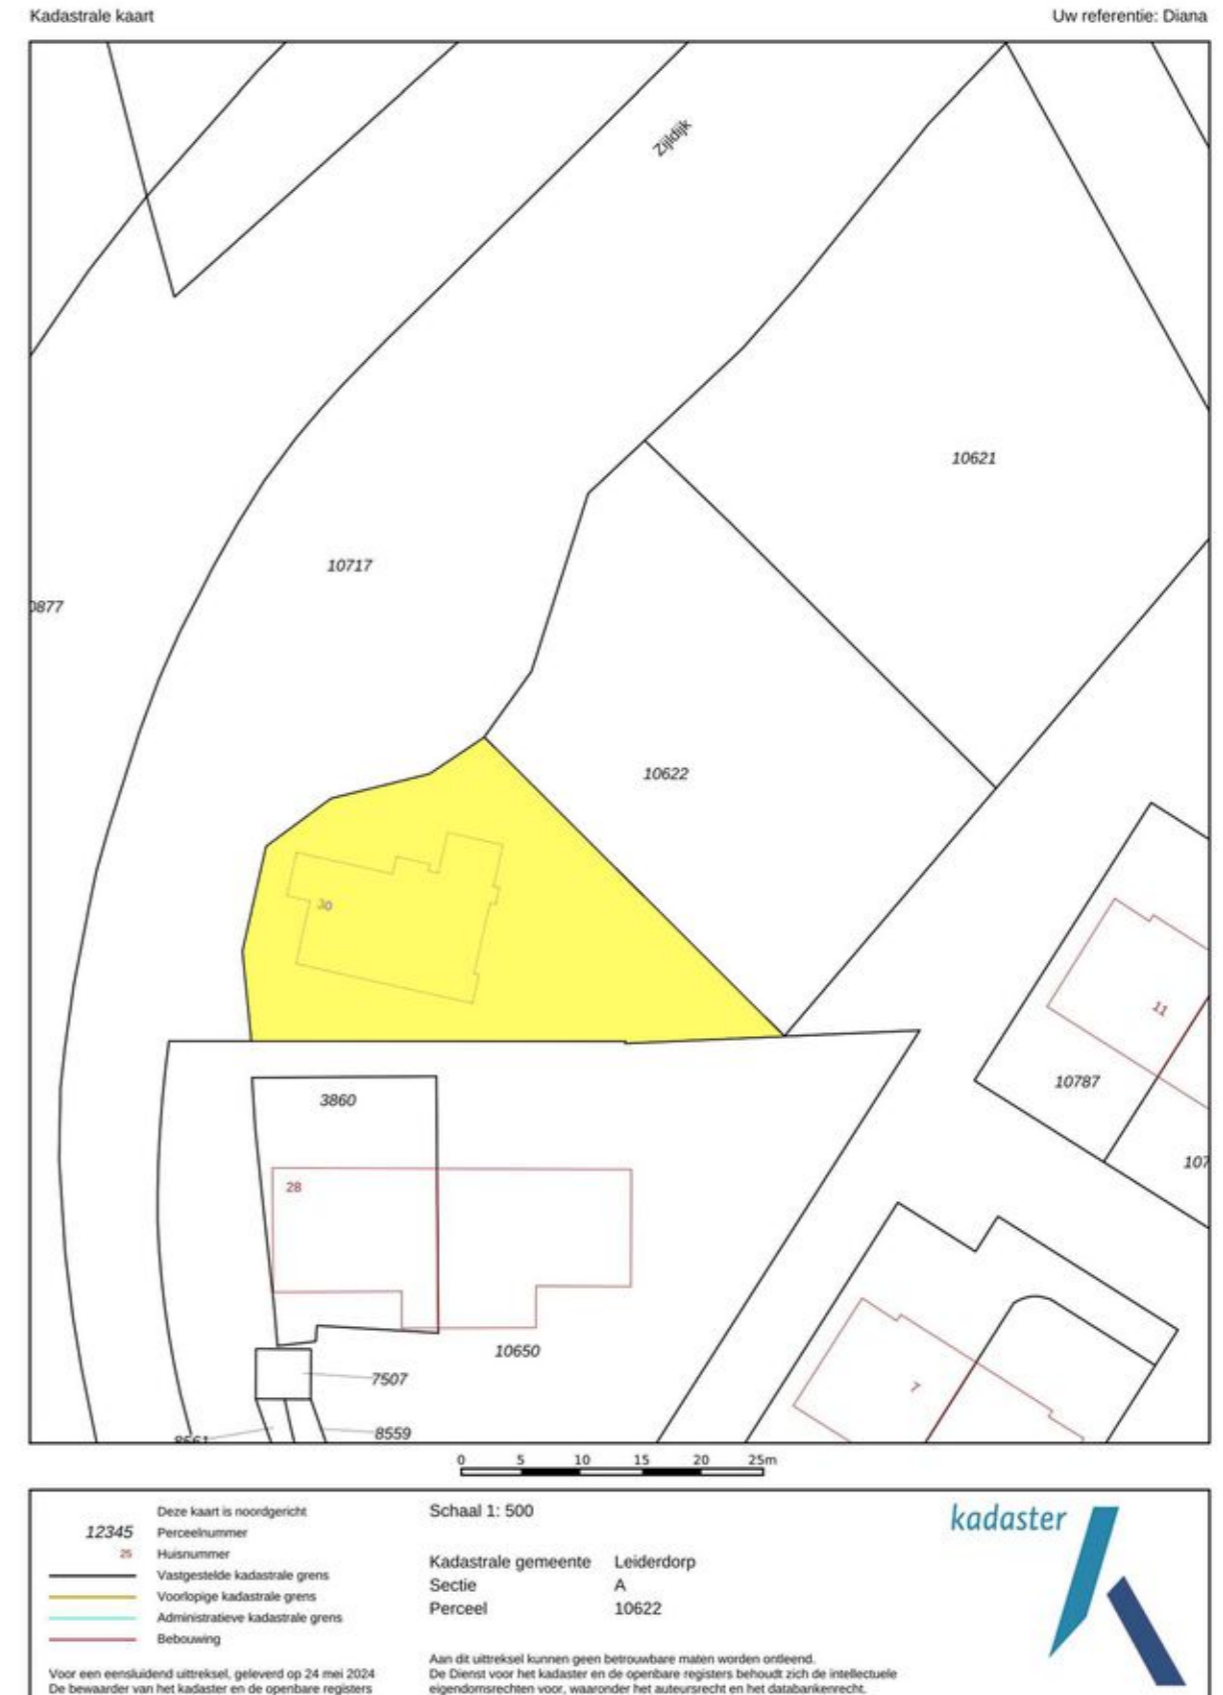 Kadastrale kaart
Uw referentie: Diana
Zijldijk
10621
10717
0877
10622
30
11
10787
107
3860
28
10650
7507
8561
8559
7
0 5 10 15 20 25m
Deze kaart is noordgericht
12345 Perceelnummer
25 Huisnummer
Vastgestelde kadastrale grens
Voorlopige kadastrale grens
Administratieve kadastrale grens
Bebouwing
Voor een eensluidend uittreksel, geleverd op 24 mei 2024
De bewaarder van het kadaster en de openbare registers
Schaal 1: 500
Kadastrale gemeente Leiderdorp
Sectie A
Perceel 10622
Aan dit uittreksel kunnen geen betrouwbare maten worden ontleend.
De Dienst voor het kadaster en de openbare registers behoudt zich de intellectuele
eigendomsrechten voor, waaronder het auteursrecht en het databankenrecht.
kadaster